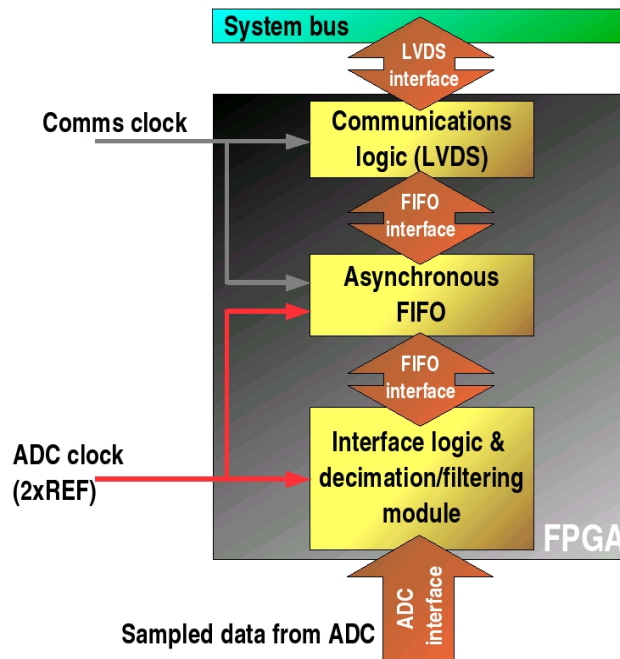 System bus
LVDS
interface
Comms clock
Communications
logic (LVDS)
FIFO
interface
Asynchronous
FIFO
FIFO
interface
ADC clock
(2xREF)
Interface logic &
decimation/filtering
module
FPGA
ADC
interface
Sampled data from ADC